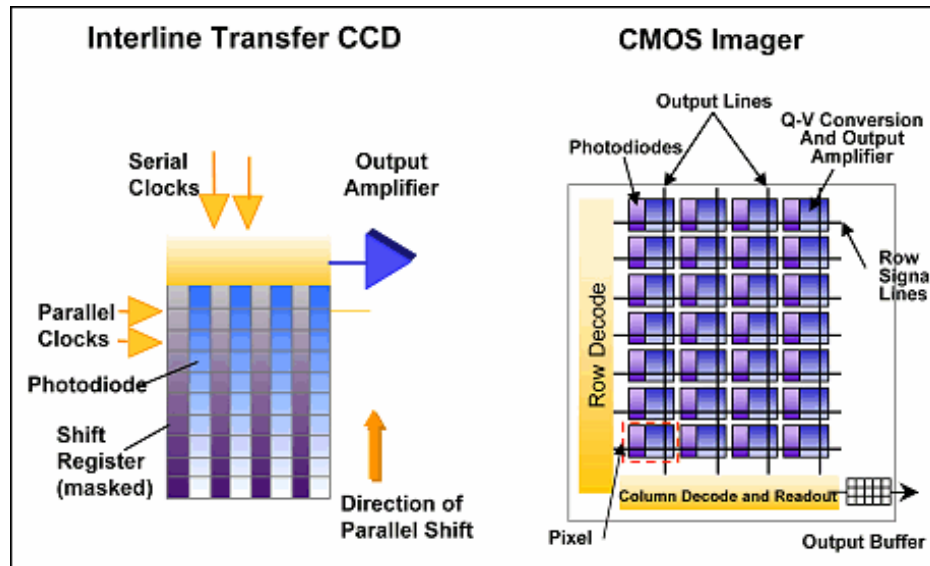 Interline Transfer CCD
Serial
Clocks
Output
Amplifier
Parallel
Clocks
Photodiode
Shift
Register
(masked)
Direction of
Parallel Shift
CMOS Imager
Output Lines
Q-V Conversion
And Output
Amplifier
Photodiodes
Row
Signa
Lines
Row Decode
Column Decode and Readout
Pixel
Output Buffer